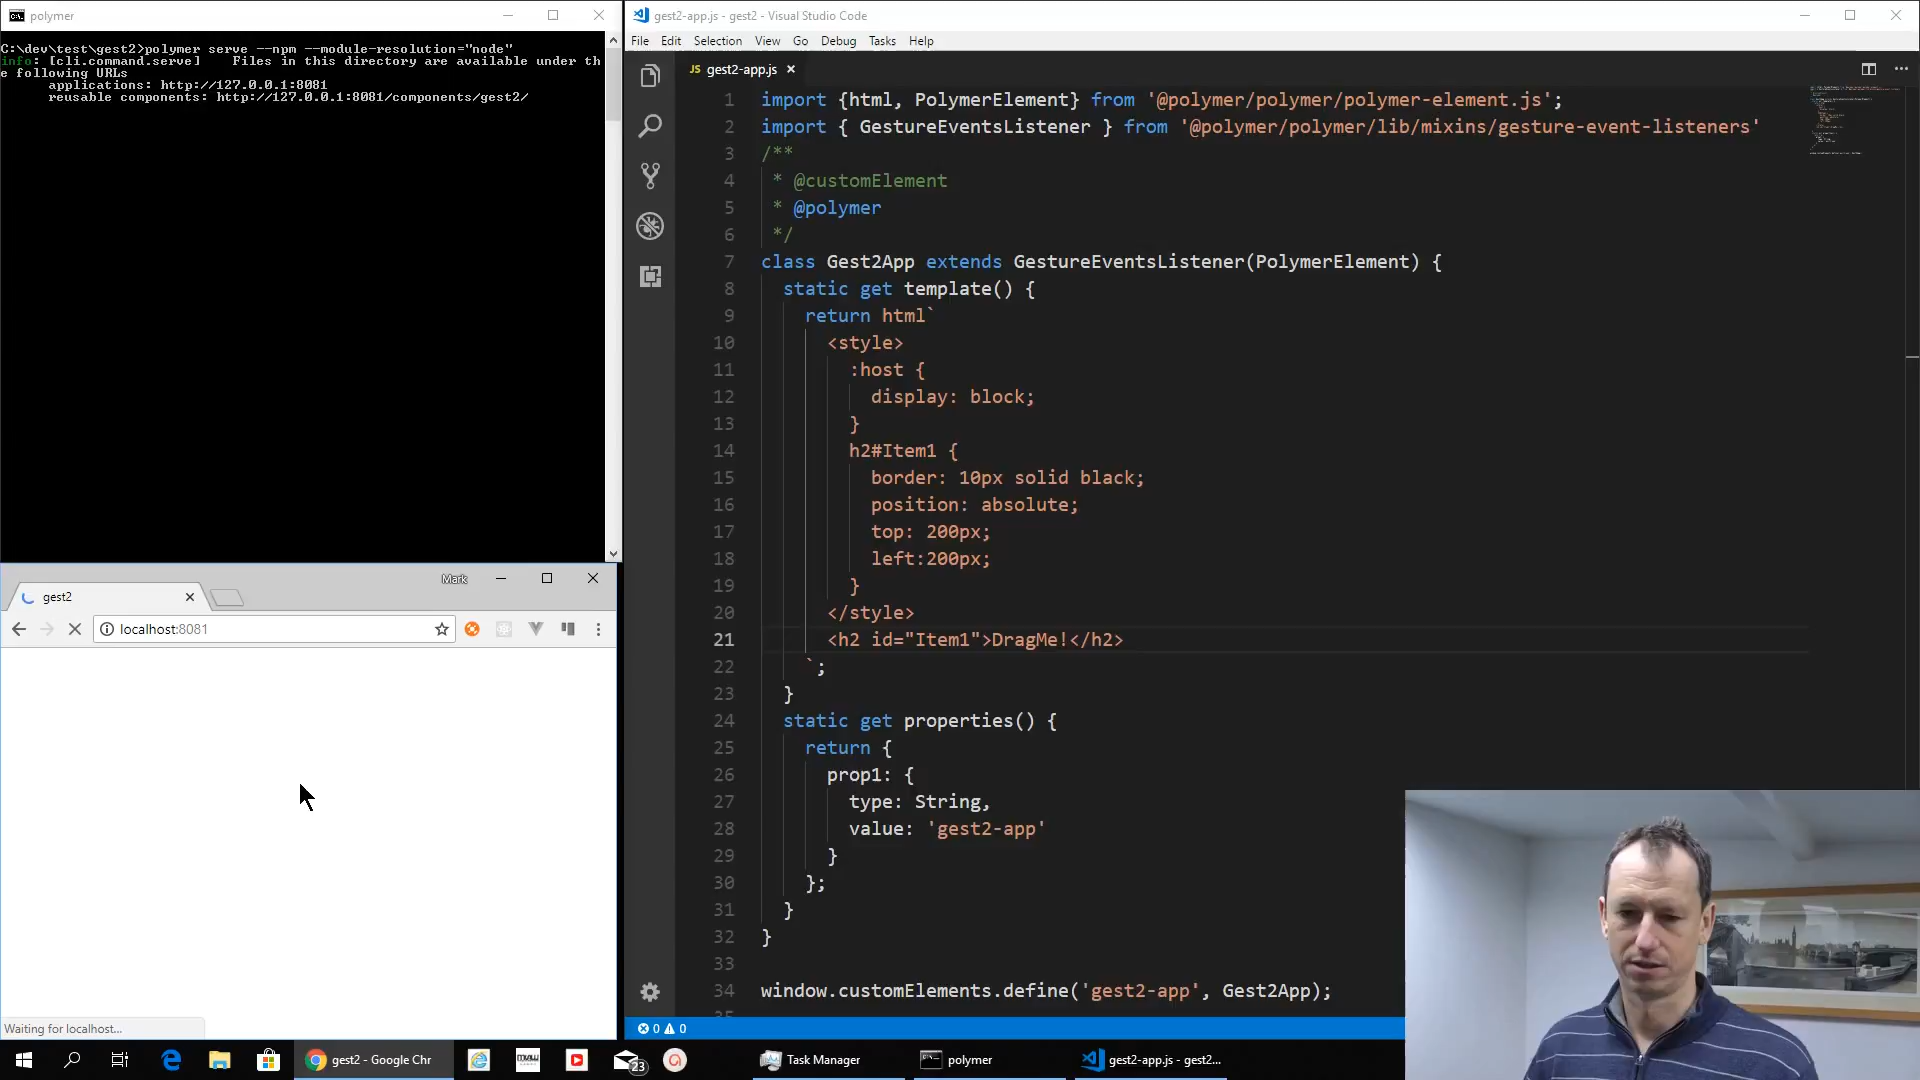 polymer
C:\dev\test\gest2>polymer serve --npm --module-resolution="node"
info: [cli.command.serve]    Files in this directory are available under th
e following URLs
applications: http://127.0.0.1:8081
reusable components: http://127.0.0.1:8081/components/gest2/
Mark
gest2
localhost:8081
Waiting for localhost...
gest2-app.js - gest2 - Visual Studio Code
File Edit Selection View Go Debug Tasks Help
JS gest2-app.js
1 import {html, PolymerElement} from '@polymer/polymer/polymer-element.js';
2 import { GestureEventsListener } from '@polymer/polymer/lib/mixins/gesture-event-listeners'
3 /**
4 * @customElement
5 * @polymer
6 */
7 class Gest2App extends GestureEventsListener(PolymerElement) {
8 static get template() {
9 return html`
10 <style>
11 :host {
12 display: block;
13 }
14 h2#Item1 {
15 border: 10px solid black;
16 position: absolute;
17 top: 200px;
18 left:200px;
19 }
20 </style>
21 <h2 id="Item1">DragMe!</h2>
22 `;
23 }
24 static get properties() {
25 return {
26 prop1: {
27 type: String,
28 value: 'gest2-app'
29 }
30 };
31 }
32 }
33
34 window.customElements.define('gest2-app', Gest2App);
0 0
gest2 - Google Chr
23
Task Manager
polymer
gest2-app.js - gest2...